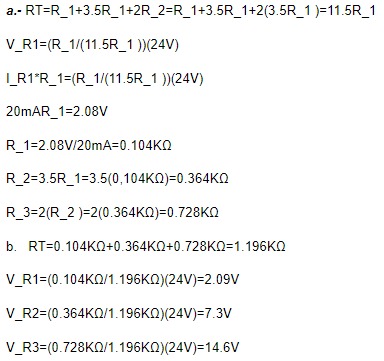 a.- RT=R_1+3.5R_1+2R_2=R_1+3.5R_1+2(3.5R_1 )=11.5R_1
V_R1=(R_1/(11.5R_1 ))(24V)
I_R1*R_1=(R_1/(11.5R_1 ))(24V)
20mAR_1=2.08V
R_1=2.08V/20mA=0.104KΩ
R_2=3.5R_1=3.5(0,104KΩ)=0.364KΩ
R_3=2(R_2 )=2(0.364KΩ)=0.728KΩ
b. RT=0.104KΩ+0.364KΩ+0.728KΩ=1.196KΩ
V_R1=(0.104KΩ/1.196KΩ)(24V)=2.09V
V_R2=(0.364KΩ/1.196KΩ)(24V)=7.3V
V_R3=(0.728KΩ/1.196KΩ)(24V)=14.6V